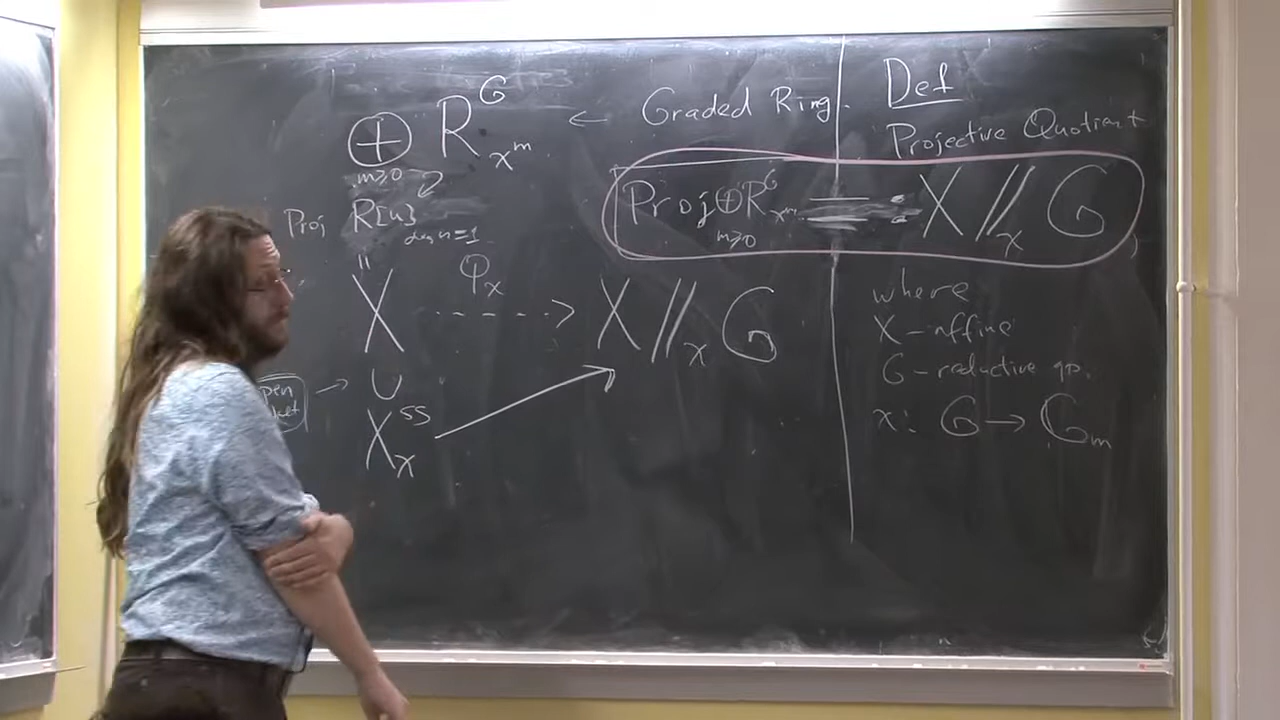 ⊕ R^G_{χ^m} ← Graded Ring.
m≥0
Proj R[u] deg u=1
||
X - - - -> X //_χ G
φ_χ
open → ∪
X^{ss}_χ
Def
Projective Quotient
Proj ⊕ R^G_{χ^m} =: X //_χ G ,
m≥0
where
X – affine
G – reductive gp.
χ: G → G_m